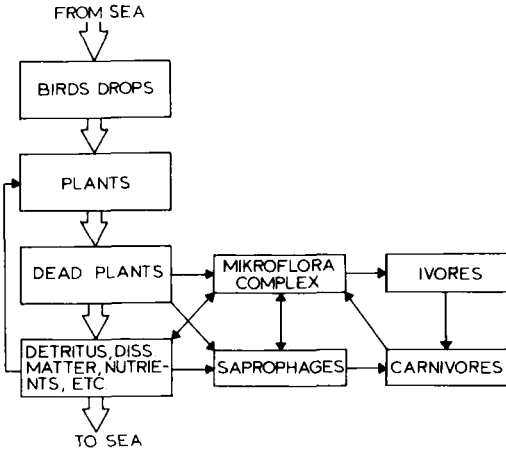 FROM SEA
BIRDS DROPS
PLANTS
DEAD PLANTS
MIKROFLORA
COMPLEX
IVORES
DETRITUS, DISS.
MATTER, NUTRIE-
NTS, ETC.
SAPROPHAGES
CARNIVORES
TO SEA